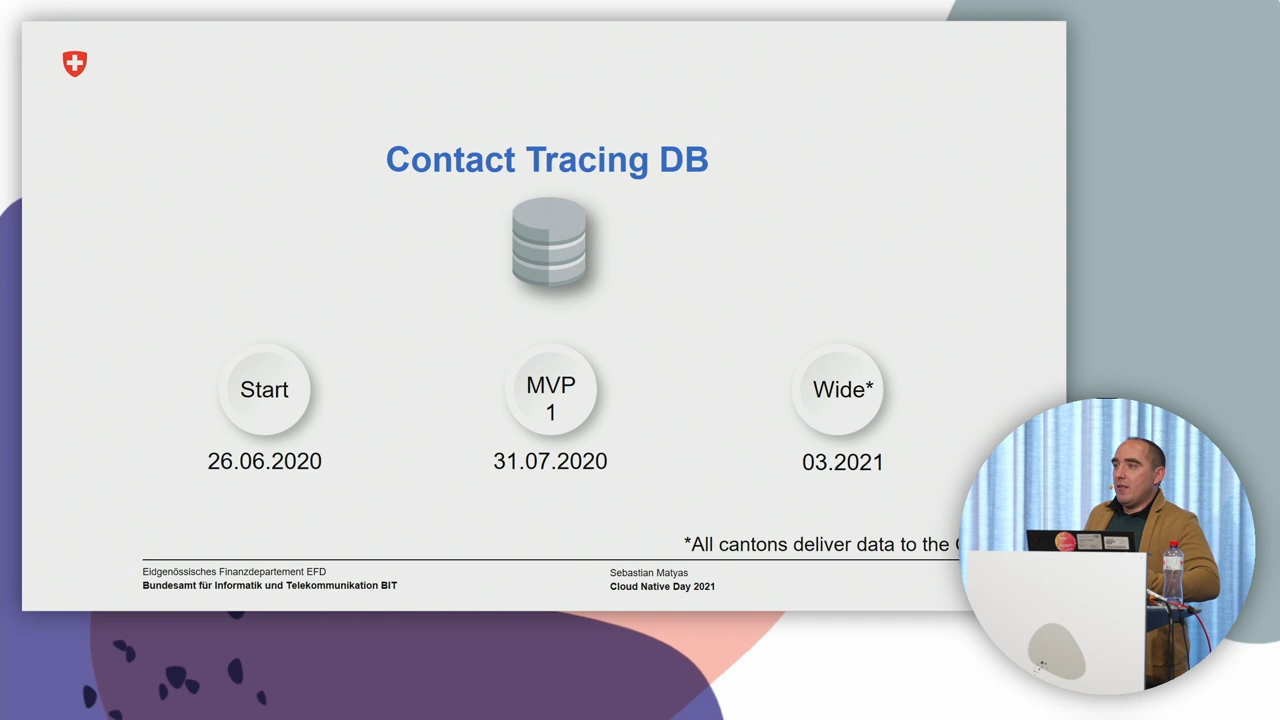 Contact Tracing DB
Start
MVP
1
Wide*
26.06.2020
31.07.2020
03.2021
*All cantons deliver data to the
Eidgenössisches Finanzdepartement EFD
Bundesamt für Informatik und Telekommunikation BIT
Sebastian Matyas
Cloud Native Day 2021